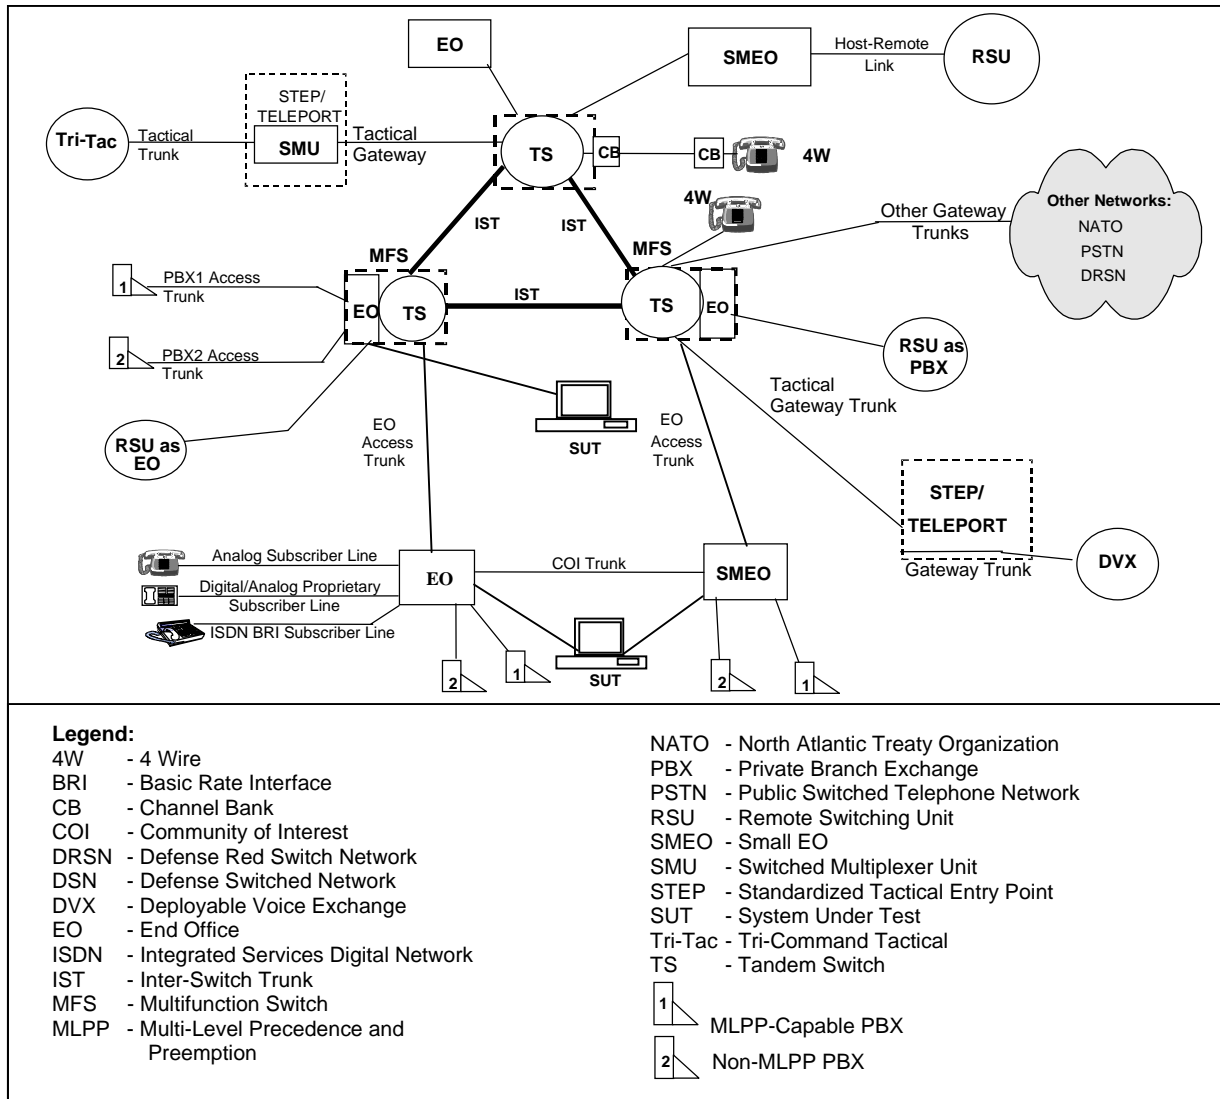 EO
SMEO
Host-Remote
Link
RSU
STEP/
TELEPORT
SMU
Tri-Tac
Tactical
Trunk
Tactical
Gateway
TS
CB
CB
4W
4W
IST
IST
MFS
MFS
Other Gateway
Trunks
Other Networks:
NATO
PSTN
DRSN
1
PBX1 Access
Trunk
EO
TS
IST
TS
EO
2
PBX2 Access
Trunk
RSU as
PBX
RSU as
EO
EO
Access
Trunk
SUT
EO
Access
Trunk
Tactical
Gateway Trunk
STEP/
TELEPORT
Gateway Trunk
DVX
Analog Subscriber Line
Digital/Analog Proprietary
Subscriber Line
ISDN BRI Subscriber Line
EO
COI Trunk
SMEO
2
1
SUT
2
1
Legend:
4W - 4 Wire
BRI - Basic Rate Interface
CB - Channel Bank
COI - Community of Interest
DRSN - Defense Red Switch Network
DSN - Defense Switched Network
DVX - Deployable Voice Exchange
EO - End Office
ISDN - Integrated Services Digital Network
IST - Inter-Switch Trunk
MFS - Multifunction Switch
MLPP - Multi-Level Precedence and
Preemption
NATO - North Atlantic Treaty Organization
PBX - Private Branch Exchange
PSTN - Public Switched Telephone Network
RSU - Remote Switching Unit
SMEO - Small EO
SMU - Switched Multiplexer Unit
STEP - Standardized Tactical Entry Point
SUT - System Under Test
Tri-Tac - Tri-Command Tactical
TS - Tandem Switch
1 MLPP-Capable PBX
2 Non-MLPP PBX